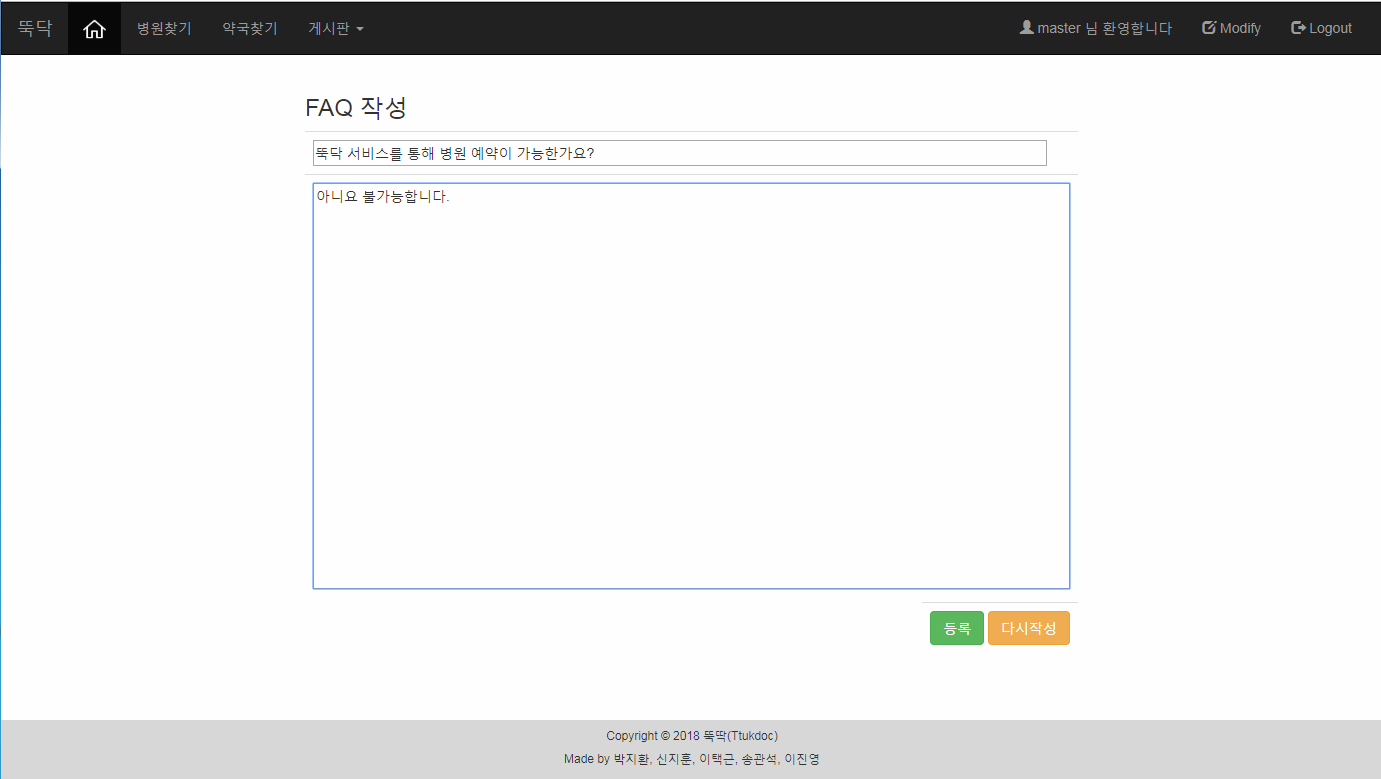 뚝닥 병원찾기 약국찾기 게시판 master 님 환영합니다 Modify Logout
FAQ 작성
뚝닥 서비스를 통해 병원 예약이 가능한가요?
아니요 불가능합니다.
등록 다시작성
Copyright © 2018 뚝딱(Ttukdoc)
Made by 박지환, 신지훈, 이택근, 송관석, 이진영